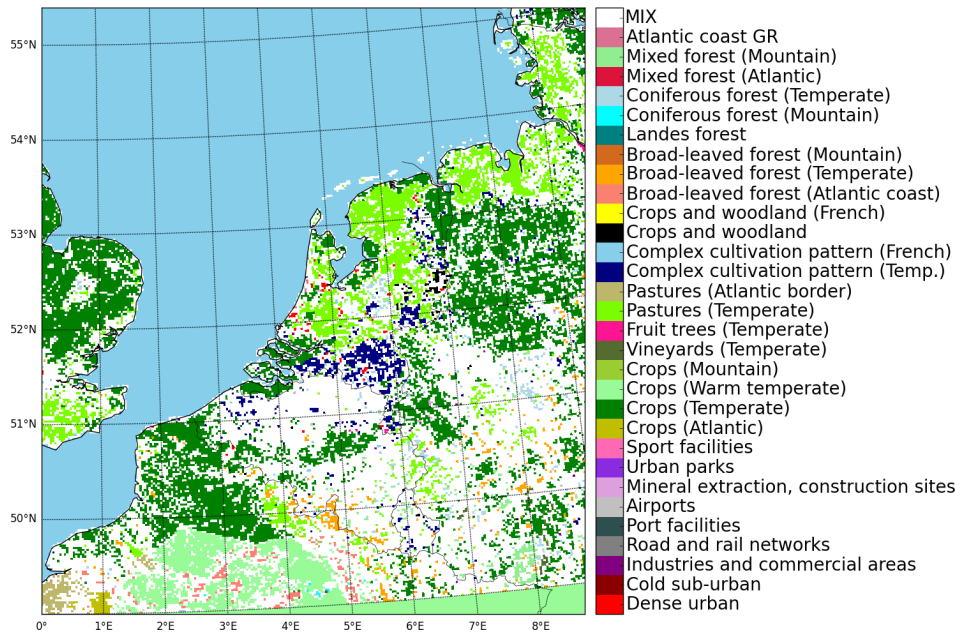 55°N
54°N
53°N
52°N
51°N
50°N
0°
1°E
2°E
3°E
4°E
5°E
6°E
7°E
8°E
MIX
Atlantic coast GR
Mixed forest (Mountain)
Mixed forest (Atlantic)
Coniferous forest (Temperate)
Coniferous forest (Mountain)
Landes forest
Broad-leaved forest (Mountain)
Broad-leaved forest (Temperate)
Broad-leaved forest (Atlantic coast)
Crops and woodland (French)
Crops and woodland
Complex cultivation pattern (French)
Complex cultivation pattern (Temp.)
Pastures (Atlantic border)
Pastures (Temperate)
Fruit trees (Temperate)
Vineyards (Temperate)
Crops (Mountain)
Crops (Warm temperate)
Crops (Temperate)
Crops (Atlantic)
Sport facilities
Urban parks
Mineral extraction, construction sites
Airports
Port facilities
Road and rail networks
Industries and commercial areas
Cold sub-urban
Dense urban